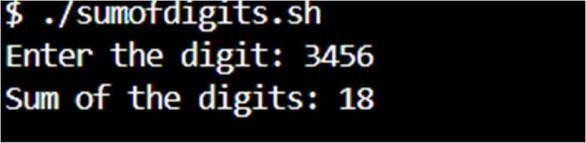 $ ./sumofdigits.sh
Enter the digit: 3456
Sum of the digits: 18